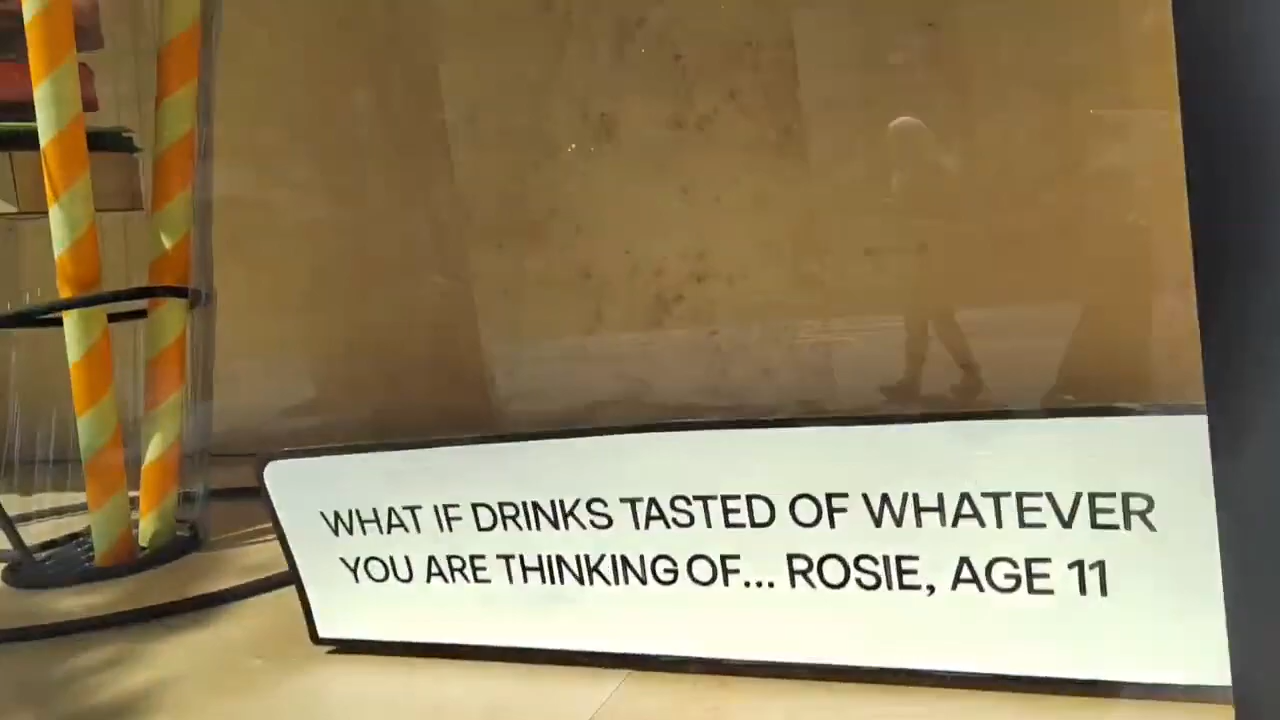 WHAT IF DRINKS TASTED OF WHATEVER
YOU ARE THINKING OF... ROSIE, AGE 11